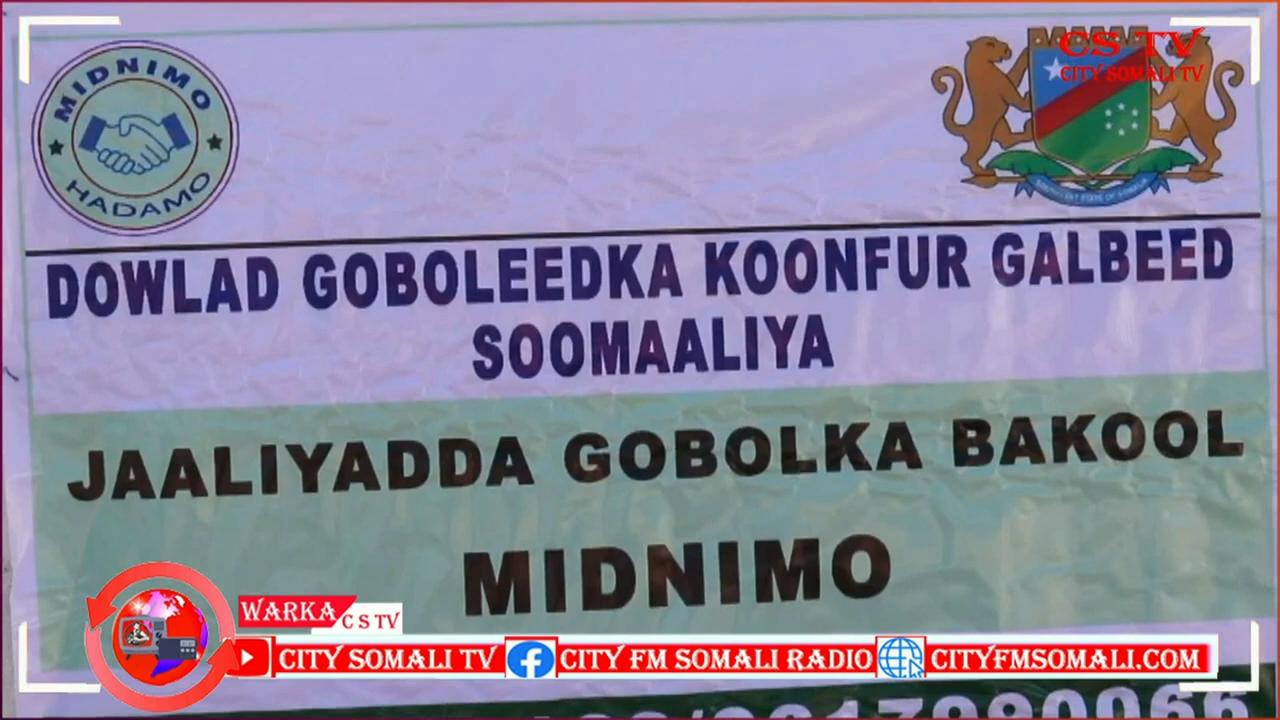 MIDNIMO
HADAMO
CS TV
CITY SOMALI TV
DOWLAD GOBOLEEDKA KOONFUR GALBEED
SOOMAALIYA
JAALIYADDA GOBOLKA BAKOOL
MIDNIMO
WARKA
C S TV
CITY SOMALI TV
CITY FM SOMALI RADIO
CITYFMSOMALI.COM